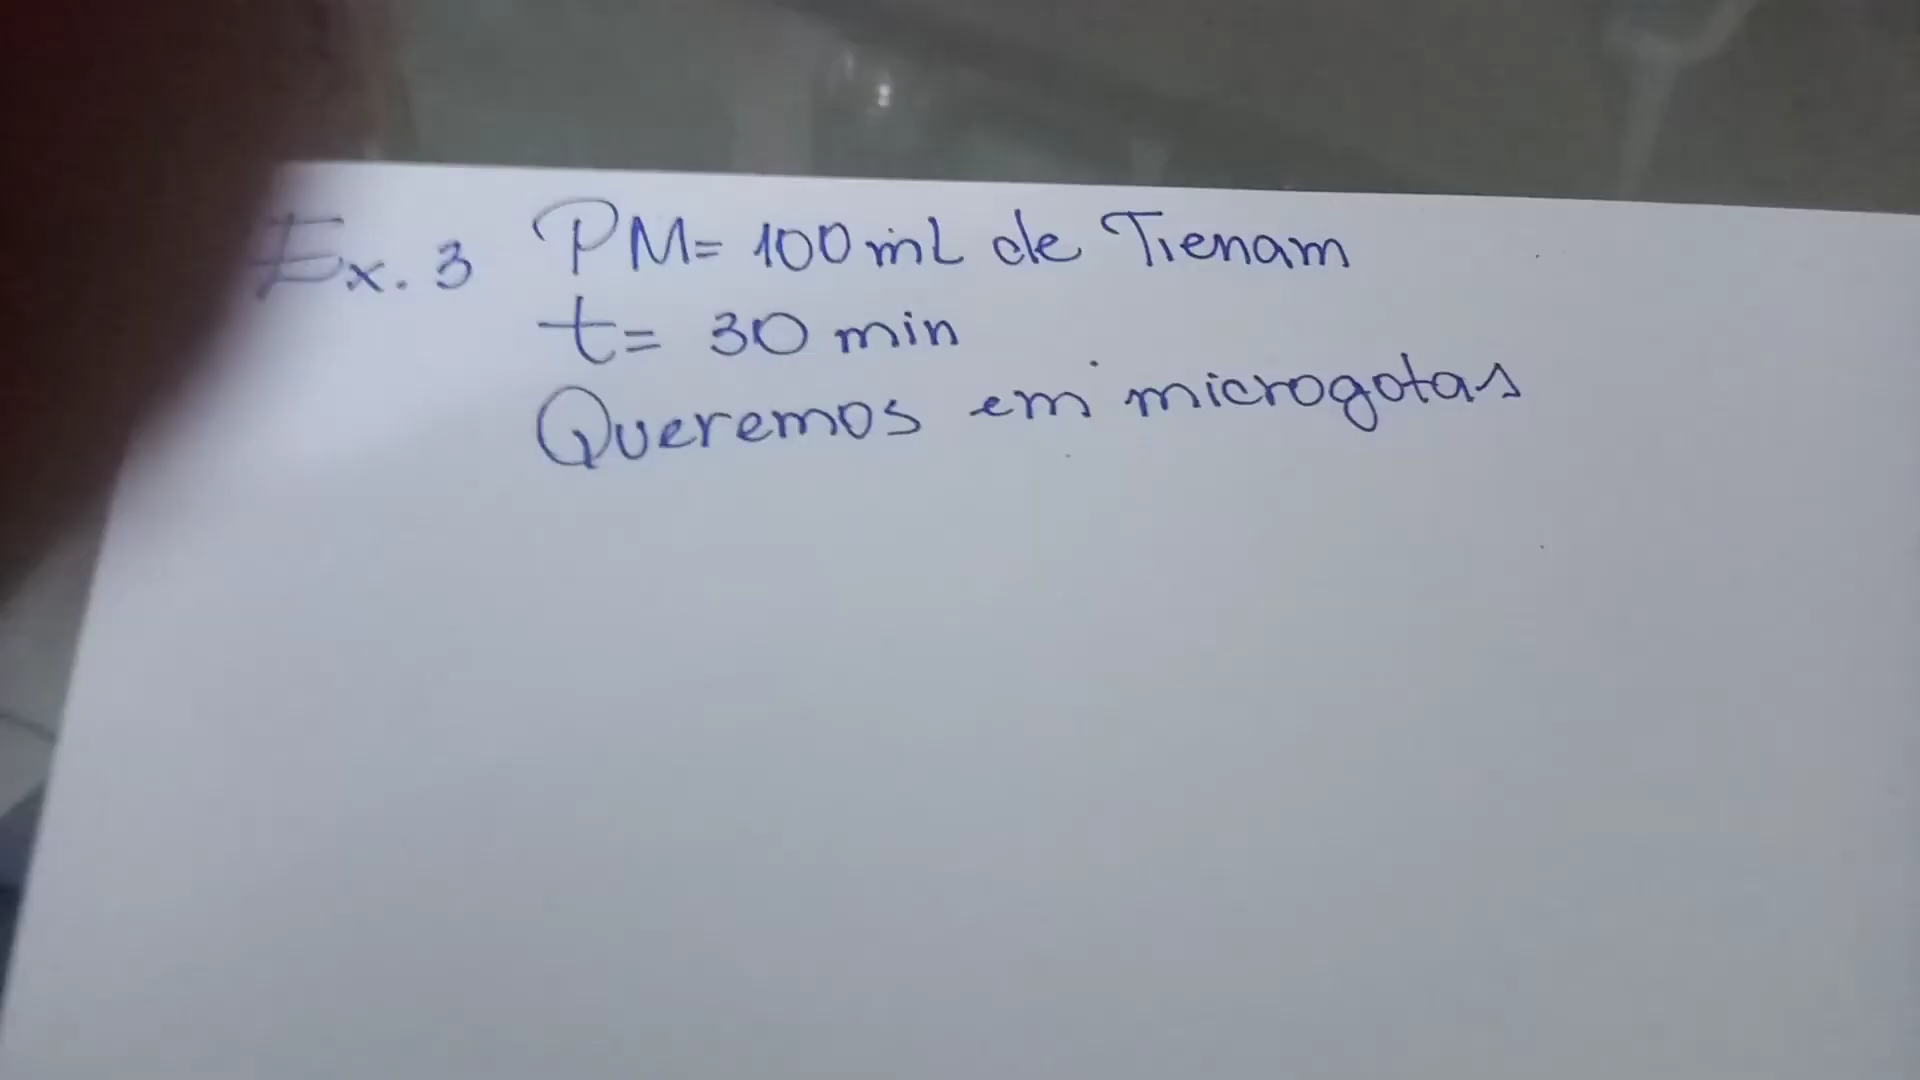 Ex. 3 PM= 100 mL de Tienam
t= 30 min
Queremos em microgotas